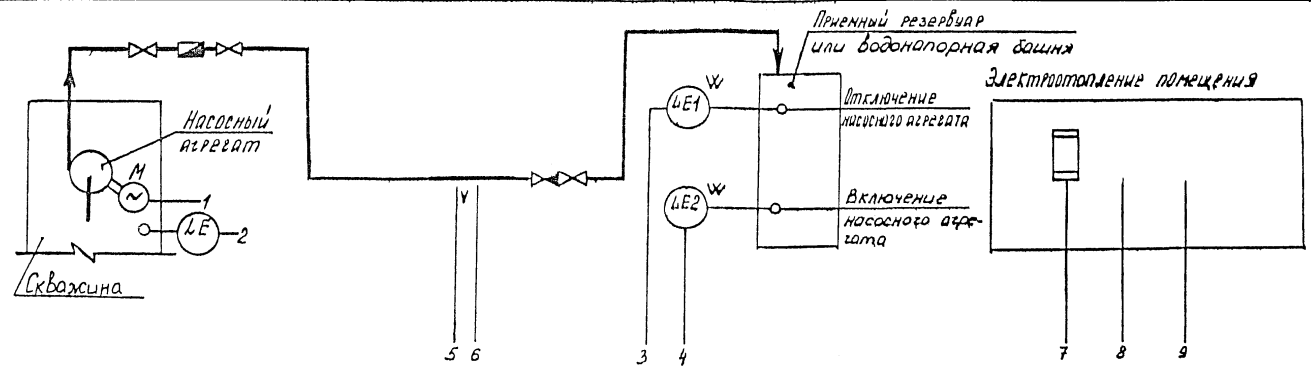 Приемный резервуар
или водонапорная башня
Электроотопление помещения
Насосный
агрегат
М
~
1
LE
2
Скважина
LE1
W
Отключение
насосного агрегата
LE2
W
Включение
насосного агре-
гата
5 6 3 4 7 8 9